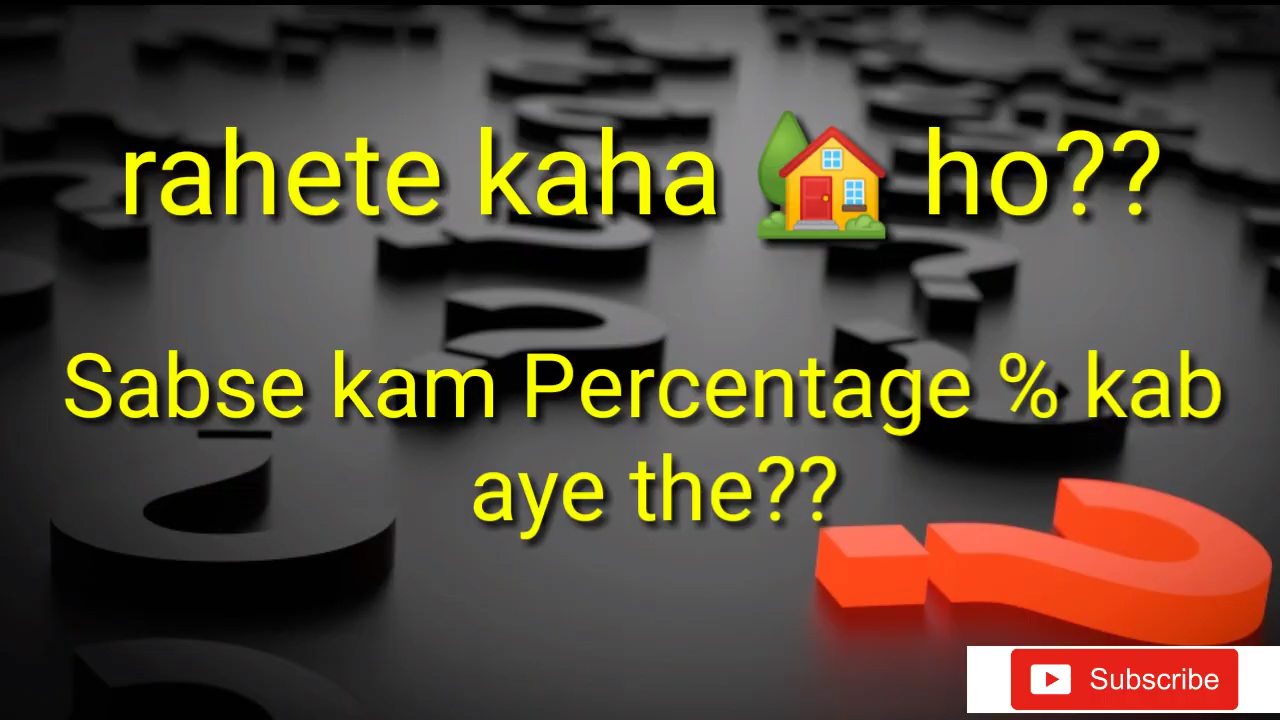 rahete kaha 🏡 ho??
Sabse kam Percentage % kab
aye the??
Subscribe